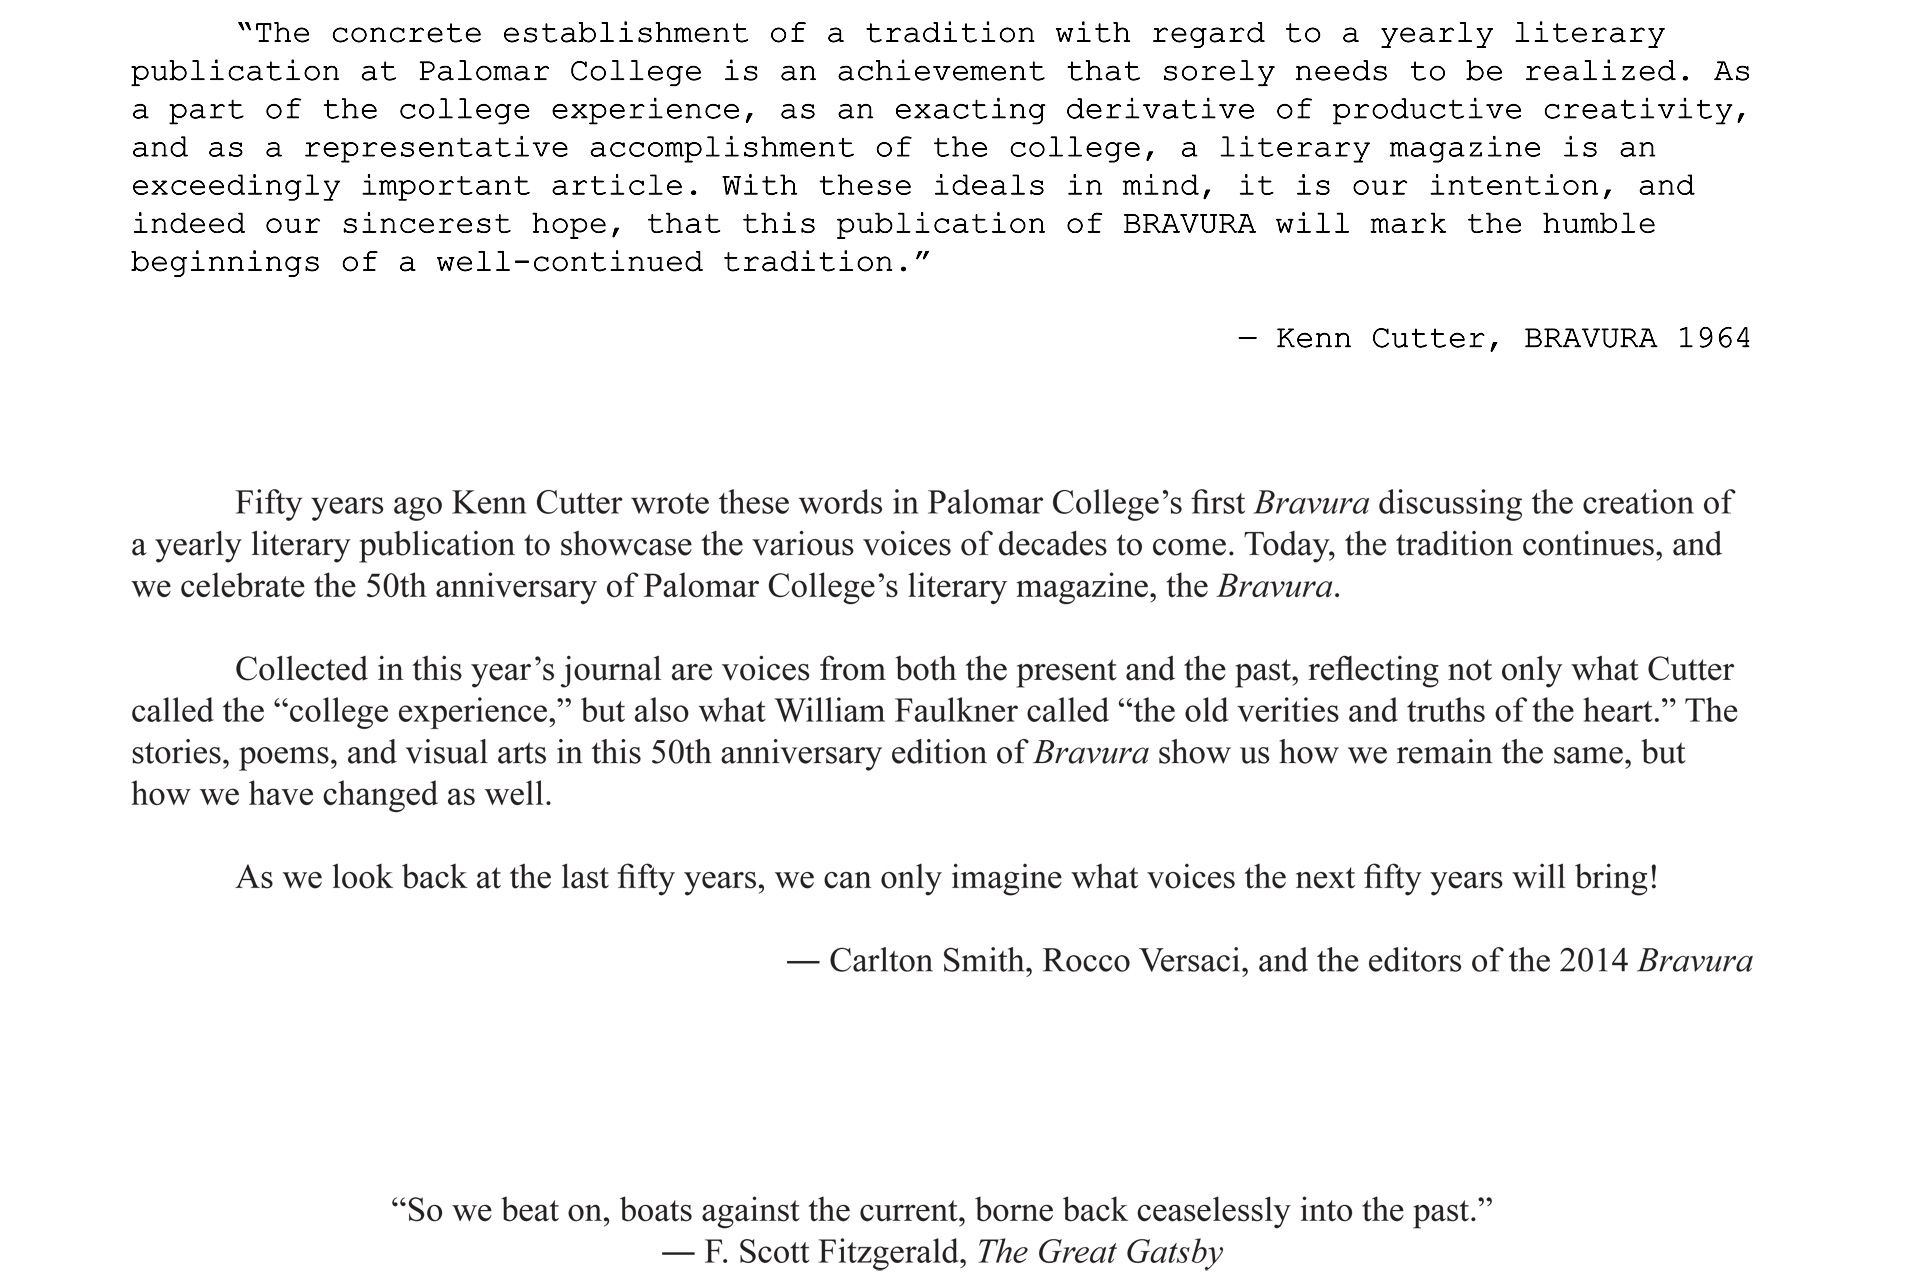 “The concrete establishment of a tradition with regard to a yearly literary
publication at Palomar College is an achievement that sorely needs to be realized. As
a part of the college experience, as an exacting derivative of productive creativity,
and as a representative accomplishment of the college, a literary magazine is an
exceedingly important article. With these ideals in mind, it is our intention, and
indeed our sincerest hope, that this publication of BRAVURA will mark the humble
beginnings of a well-continued tradition.”
— Kenn Cutter, BRAVURA 1964
Fifty years ago Kenn Cutter wrote these words in Palomar College’s first Bravura discussing the creation of
a yearly literary publication to showcase the various voices of decades to come. Today, the tradition continues, and
we celebrate the 50th anniversary of Palomar College’s literary magazine, the Bravura.
Collected in this year’s journal are voices from both the present and the past, reflecting not only what Cutter
called the “college experience,” but also what William Faulkner called “the old verities and truths of the heart.” The
stories, poems, and visual arts in this 50th anniversary edition of Bravura show us how we remain the same, but
how we have changed as well.
As we look back at the last fifty years, we can only imagine what voices the next fifty years will bring!
— Carlton Smith, Rocco Versaci, and the editors of the 2014 Bravura
“So we beat on, boats against the current, borne back ceaselessly into the past.”
— F. Scott Fitzgerald, The Great Gatsby